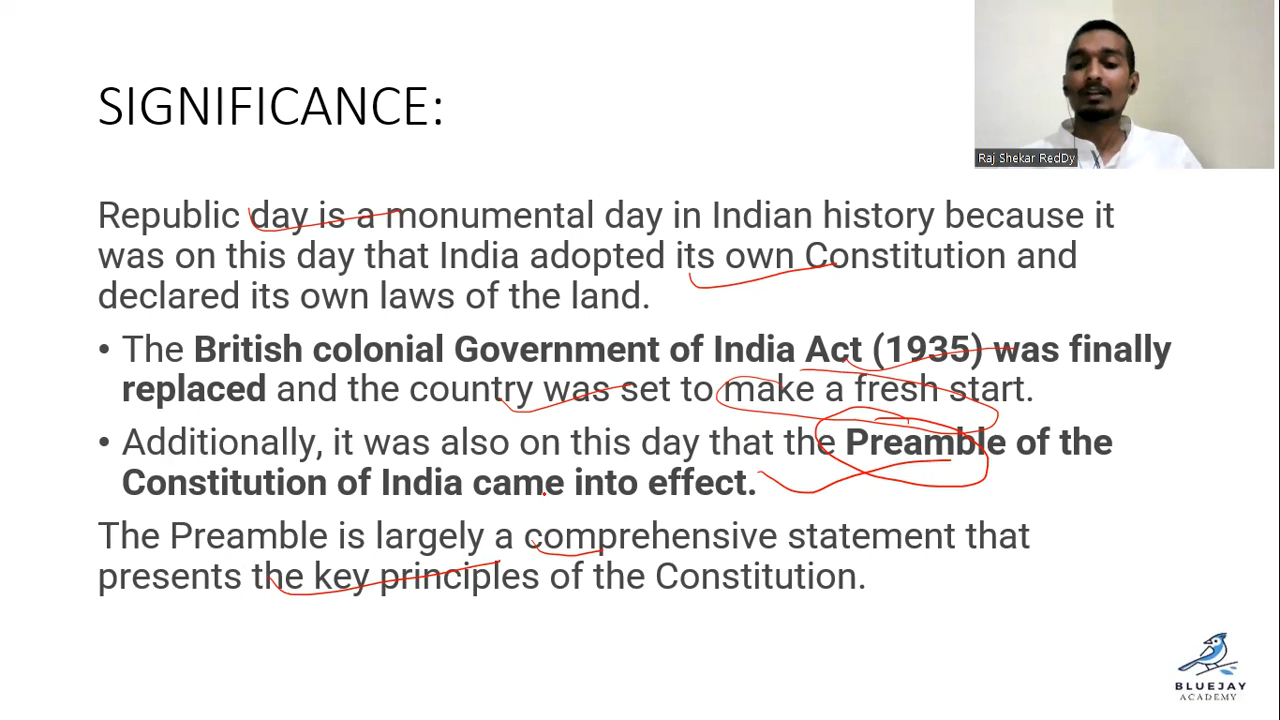 SIGNIFICANCE:
Raj Shekar RedDy
Republic day is a monumental day in Indian history because it
was on this day that India adopted its own Constitution and
declared its own laws of the land.
• The British colonial Government of India Act (1935) was finally
replaced and the country was set to make a fresh start.
• Additionally, it was also on this day that the Preamble of the
Constitution of India came into effect.
The Preamble is largely a comprehensive statement that
presents the key principles of the Constitution.
BLUEJAY
ACADEMY